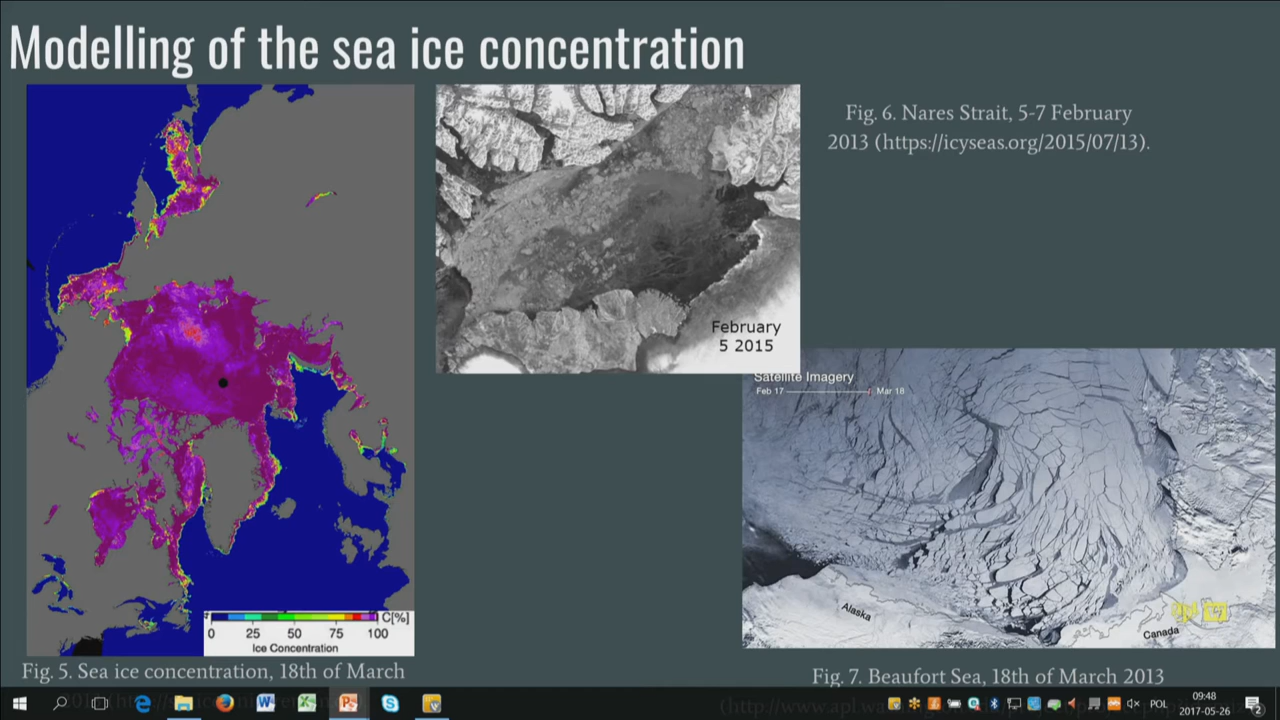 Modelling of the sea ice concentration
Fig. 6. Nares Strait, 5-7 February
2013 (https://icyseas.org/2015/07/13).
February
5 2015
Satellite Imagery
Feb 17
Mar 18
Alaska
Canada
C[%]
0 25 50 75 100
Ice Concentration
Fig. 5. Sea ice concentration, 18th of March
Fig. 7. Beaufort Sea, 18th of March 2013
POL
09:48
2017-05-26
2